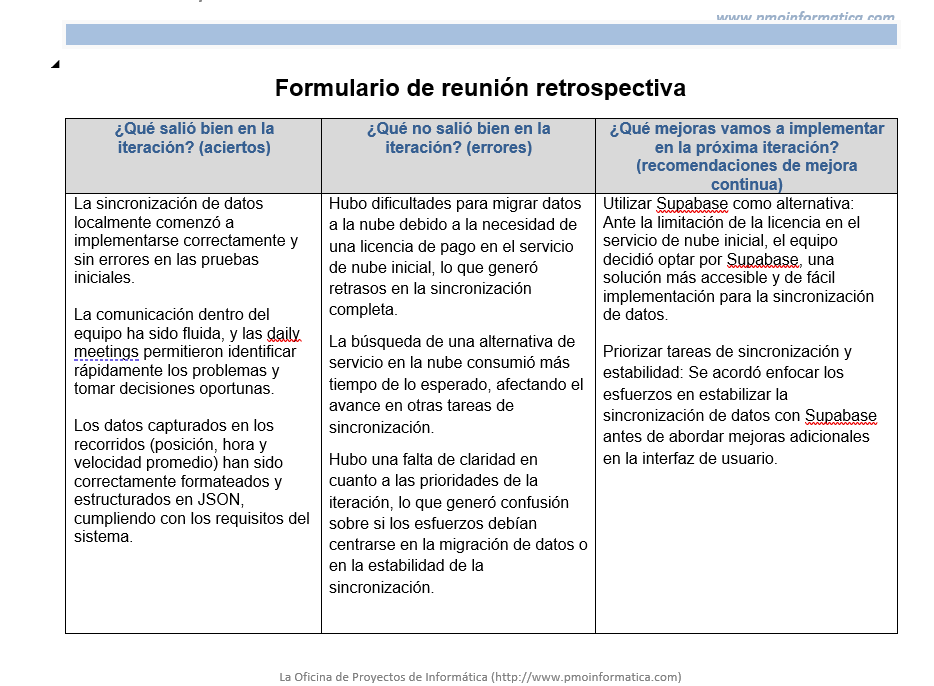 www.pmoinformatica.com
Formulario de reunión retrospectiva
¿Qué salió bien en la
iteración? (aciertos)
¿Qué no salió bien en la
iteración? (errores)
¿Qué mejoras vamos a implementar
en la próxima iteración?
(recomendaciones de mejora
continua)
La sincronización de datos
localmente comenzó a
implementarse correctamente y
sin errores en las pruebas
iniciales.
La comunicación dentro del
equipo ha sido fluida, y las daily
meetings permitieron identificar
rápidamente los problemas y
tomar decisiones oportunas.
Los datos capturados en los
recorridos (posición, hora y
velocidad promedio) han sido
correctamente formateados y
estructurados en JSON,
cumpliendo con los requisitos del
sistema.
Hubo dificultades para migrar datos
a la nube debido a la necesidad de
una licencia de pago en el servicio
de nube inicial, lo que generó
retrasos en la sincronización
completa.
La búsqueda de una alternativa de
servicio en la nube consumió más
tiempo de lo esperado, afectando el
avance en otras tareas de
sincronización.
Hubo una falta de claridad en
cuanto a las prioridades de la
iteración, lo que generó confusión
sobre si los esfuerzos debían
centrarse en la migración de datos o
en la estabilidad de la
sincronización.
Utilizar Supabase como alternativa:
Ante la limitación de la licencia en el
servicio de nube inicial, el equipo
decidió optar por Supabase, una
solución más accesible y de fácil
implementación para la sincronización
de datos.
Priorizar tareas de sincronización y
estabilidad: Se acordó enfocar los
esfuerzos en estabilizar la
sincronización de datos con Supabase
antes de abordar mejoras adicionales
en la interfaz de usuario.
La Oficina de Proyectos de Informática (http://www.pmoinformatica.com)